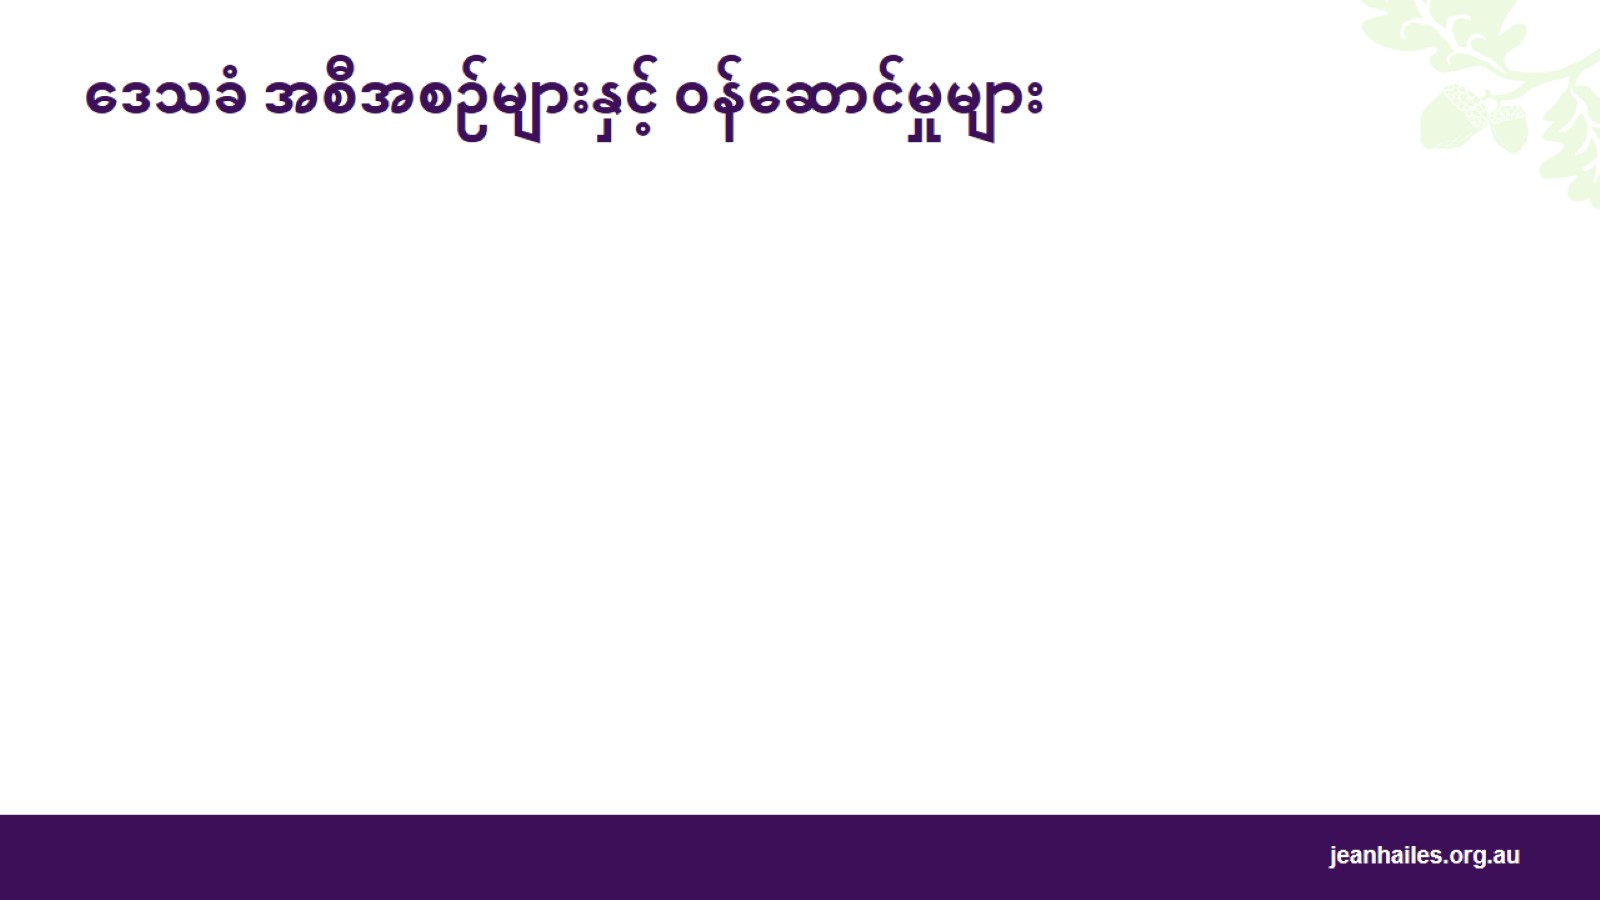 ဒေသခံ အစီအစဉ်များနှင့် ဝန်ဆောင်မှုများ
jeanhailes.org.au